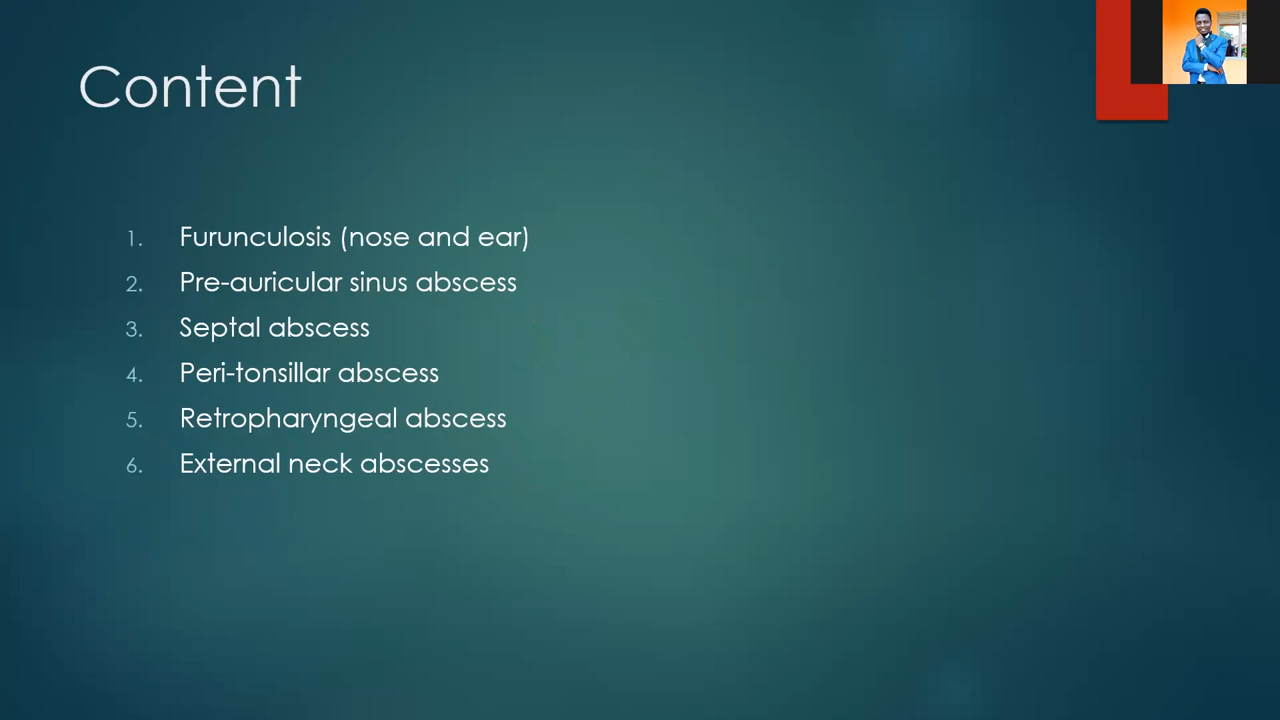 Content
1. Furunculosis (nose and ear)
2. Pre-auricular sinus abscess
3. Septal abscess
4. Peri-tonsillar abscess
5. Retropharyngeal abscess
6. External neck abscesses